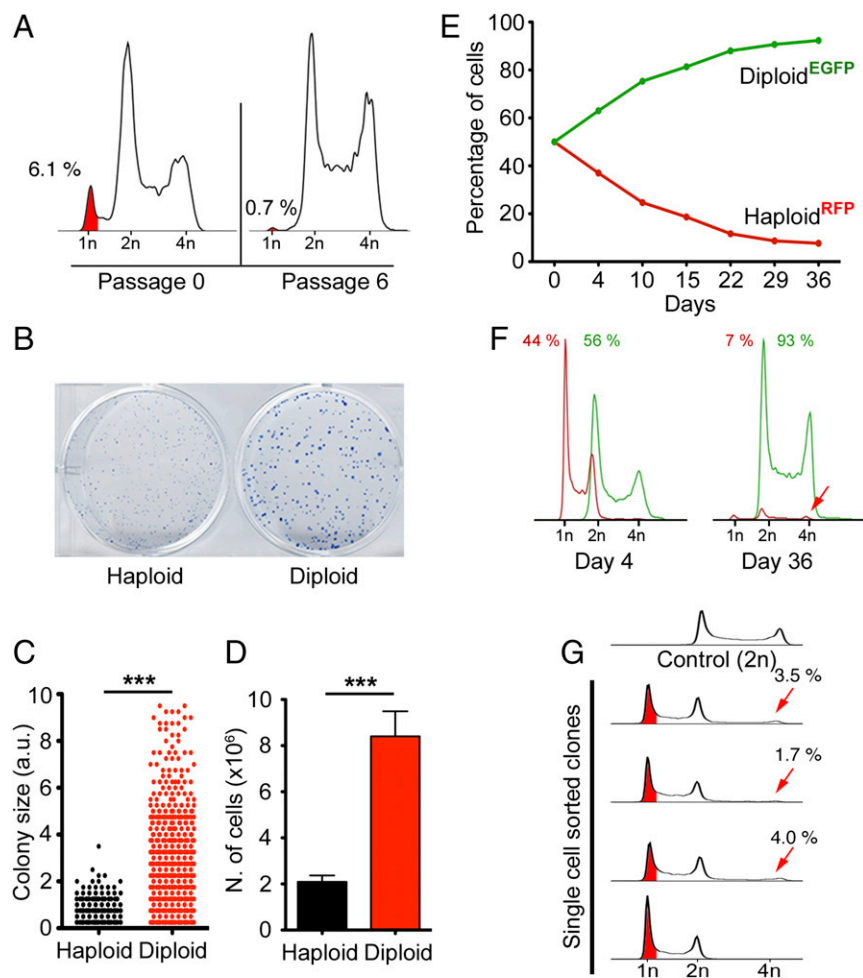 A
6.1 %
0.7 %
1n 2n 4n
1n 2n 4n
Passage 0
Passage 6
B
Haploid
Diploid
C
***
Colony size (a.u.)
10
8
6
4
2
0
Haploid Diploid
D
***
N. of cells (x10⁶)
10
8
6
4
2
0
Haploid Diploid
E
Percentage of cells
100
80
60
40
20
0
Diploid^EGFP
Haploid^RFP
0 4 10 15 22 29 36
Days
F
44 % 56 %
7 % 93 %
1n 2n 4n
1n 2n 4n
Day 4
Day 36
G
Control (2n)
Single cell sorted clones
3.5 %
1.7 %
4.0 %
1n 2n 4n